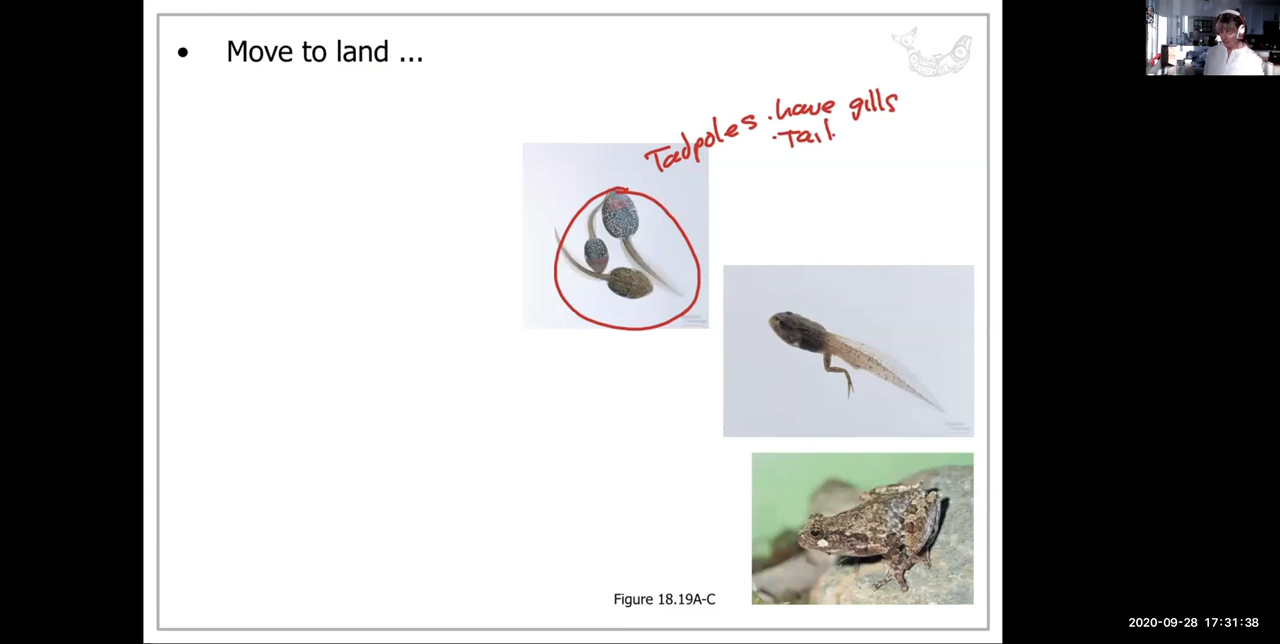 • Move to land ...
Tadpoles • have gills
• Tail
Figure 18.19A-C
2020-09-28 17:31:38